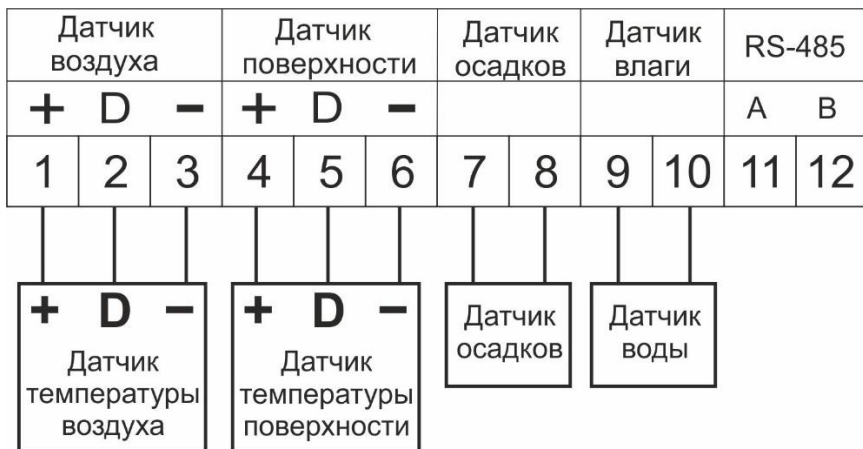 Датчик воздуха
Датчик поверхности
Датчик осадков
Датчик влаги
RS-485
+ D − + D − A B
1 2 3 4 5 6 7 8 9 10 11 12
+ D −
Датчик
температуры
воздуха
+ D −
Датчик
температуры
поверхности
Датчик
осадков
Датчик
воды